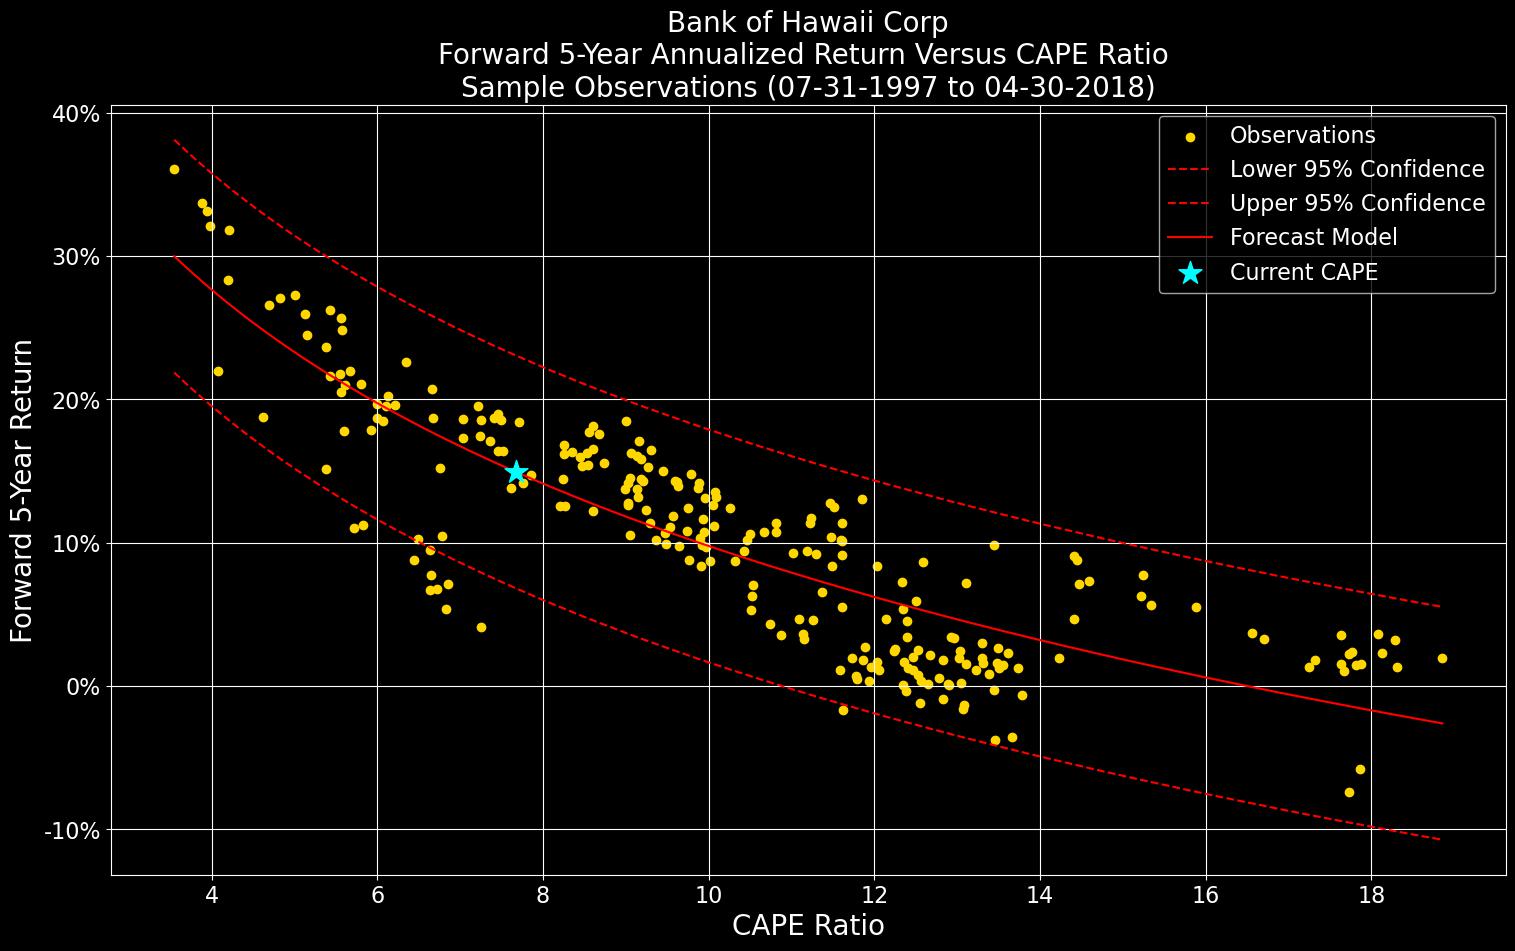 Bank of Hawaii Corp
Forward 5-Year Annualized Return Versus CAPE Ratio
Sample Observations (07-31-1997 to 04-30-2018)
40%
30%
20%
10%
0%
-10%
Forward 5-Year Return
Observations
Lower 95% Confidence
Upper 95% Confidence
Forecast Model
Current CAPE
4 6 8 10 12 14 16 18
CAPE Ratio